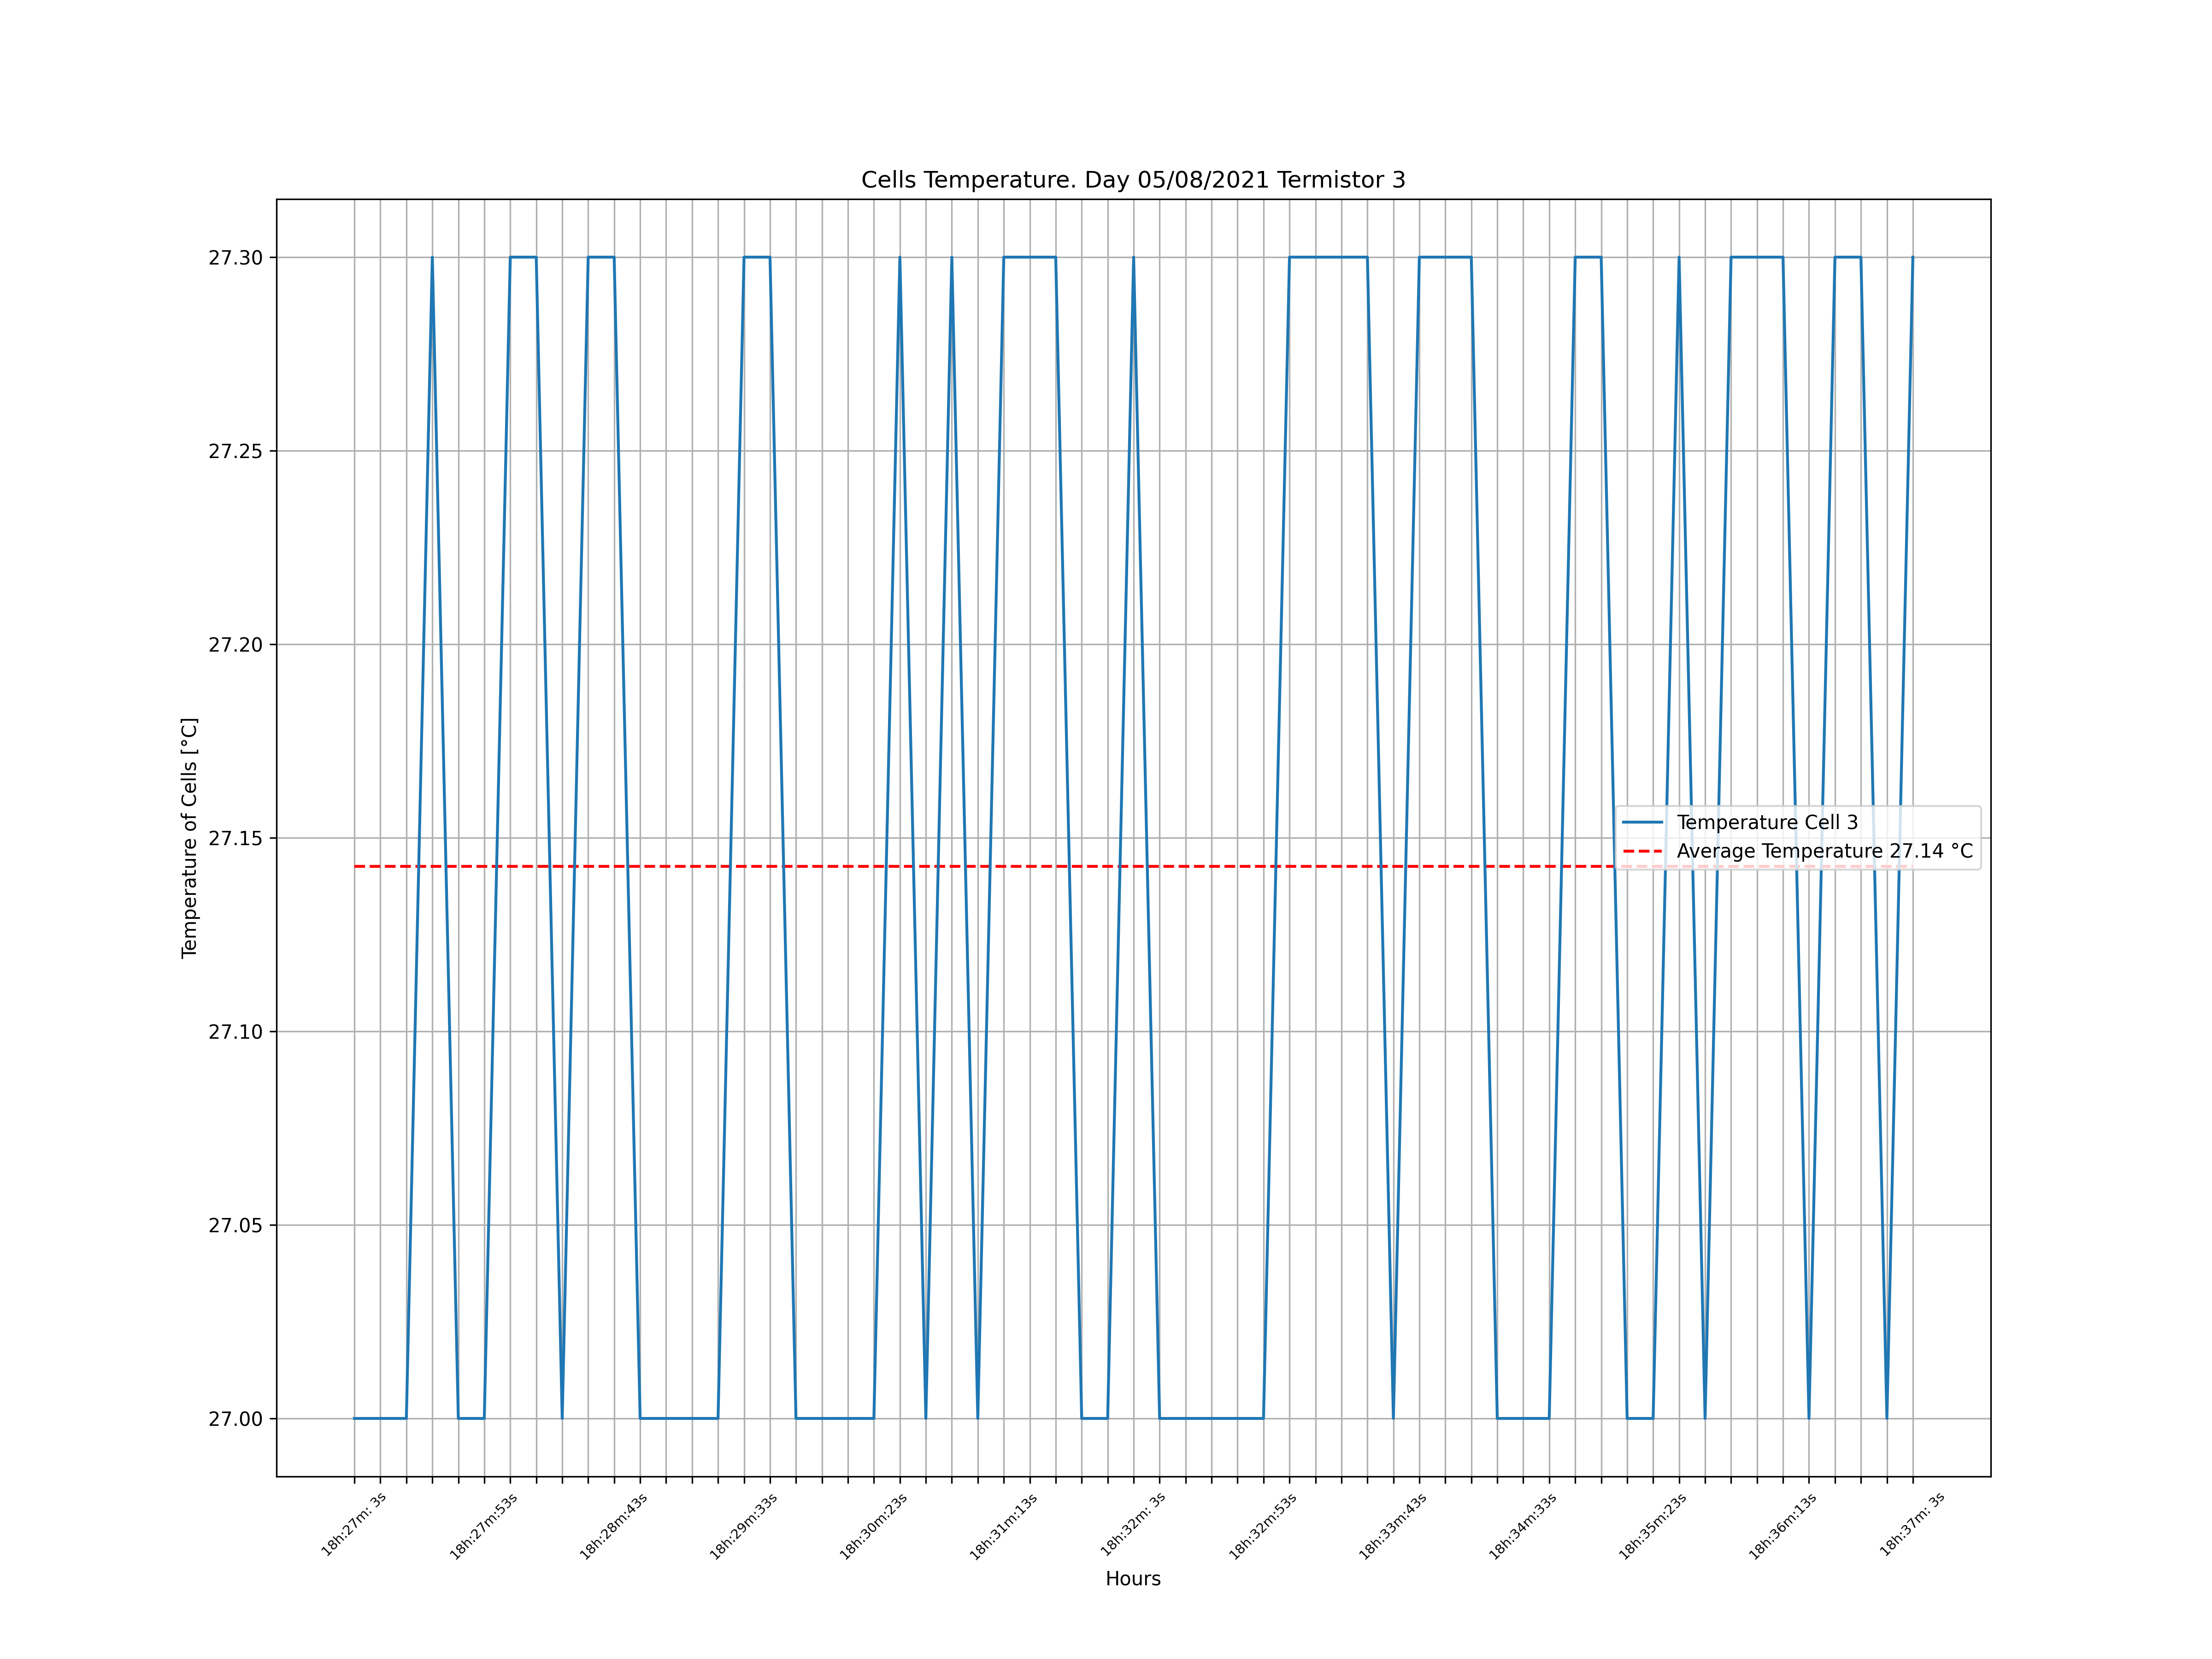 Cells Temperature. Day 05/08/2021 Termistor 3
27.30
27.25
27.20
27.15
27.10
27.05
27.00
Temperature of Cells [°C]
Temperature Cell 3
Average Temperature 27.14 °C
18h:27m: 3s
18h:27m:53s
18h:28m:43s
18h:29m:33s
18h:30m:23s
18h:31m:13s
18h:32m: 3s
18h:32m:53s
18h:33m:43s
18h:34m:33s
18h:35m:23s
18h:36m:13s
18h:37m: 3s
Hours